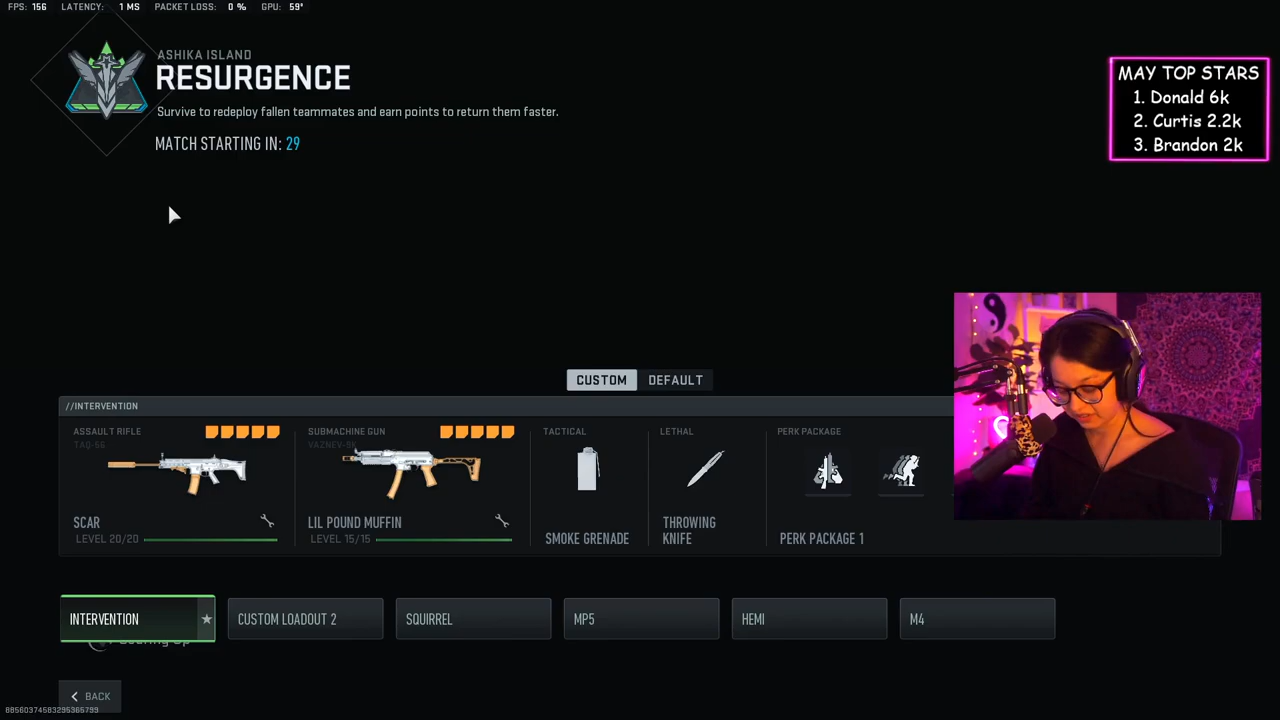 FPS: 156 LATENCY: 1 MS PACKET LOSS: 0 % GPU: 59°
ASHIKA ISLAND
RESURGENCE
Survive to redeploy fallen teammates and earn points to return them faster.
MATCH STARTING IN: 29
MAY TOP STARS
1. Donald 6k
2. Curtis 2.2k
3. Brandon 2k
CUSTOM DEFAULT
//INTERVENTION
ASSAULT RIFLE SUBMACHINE GUN TACTICAL LETHAL PERK PACKAGE
TAQ-56 VAZNEV-9K
SCAR LIL POUND MUFFIN SMOKE GRENADE THROWING KNIFE PERK PACKAGE 1
LEVEL 20/20 LEVEL 15/15
INTERVENTION CUSTOM LOADOUT 2 SQUIRREL MP5 HEMI M4
BACK